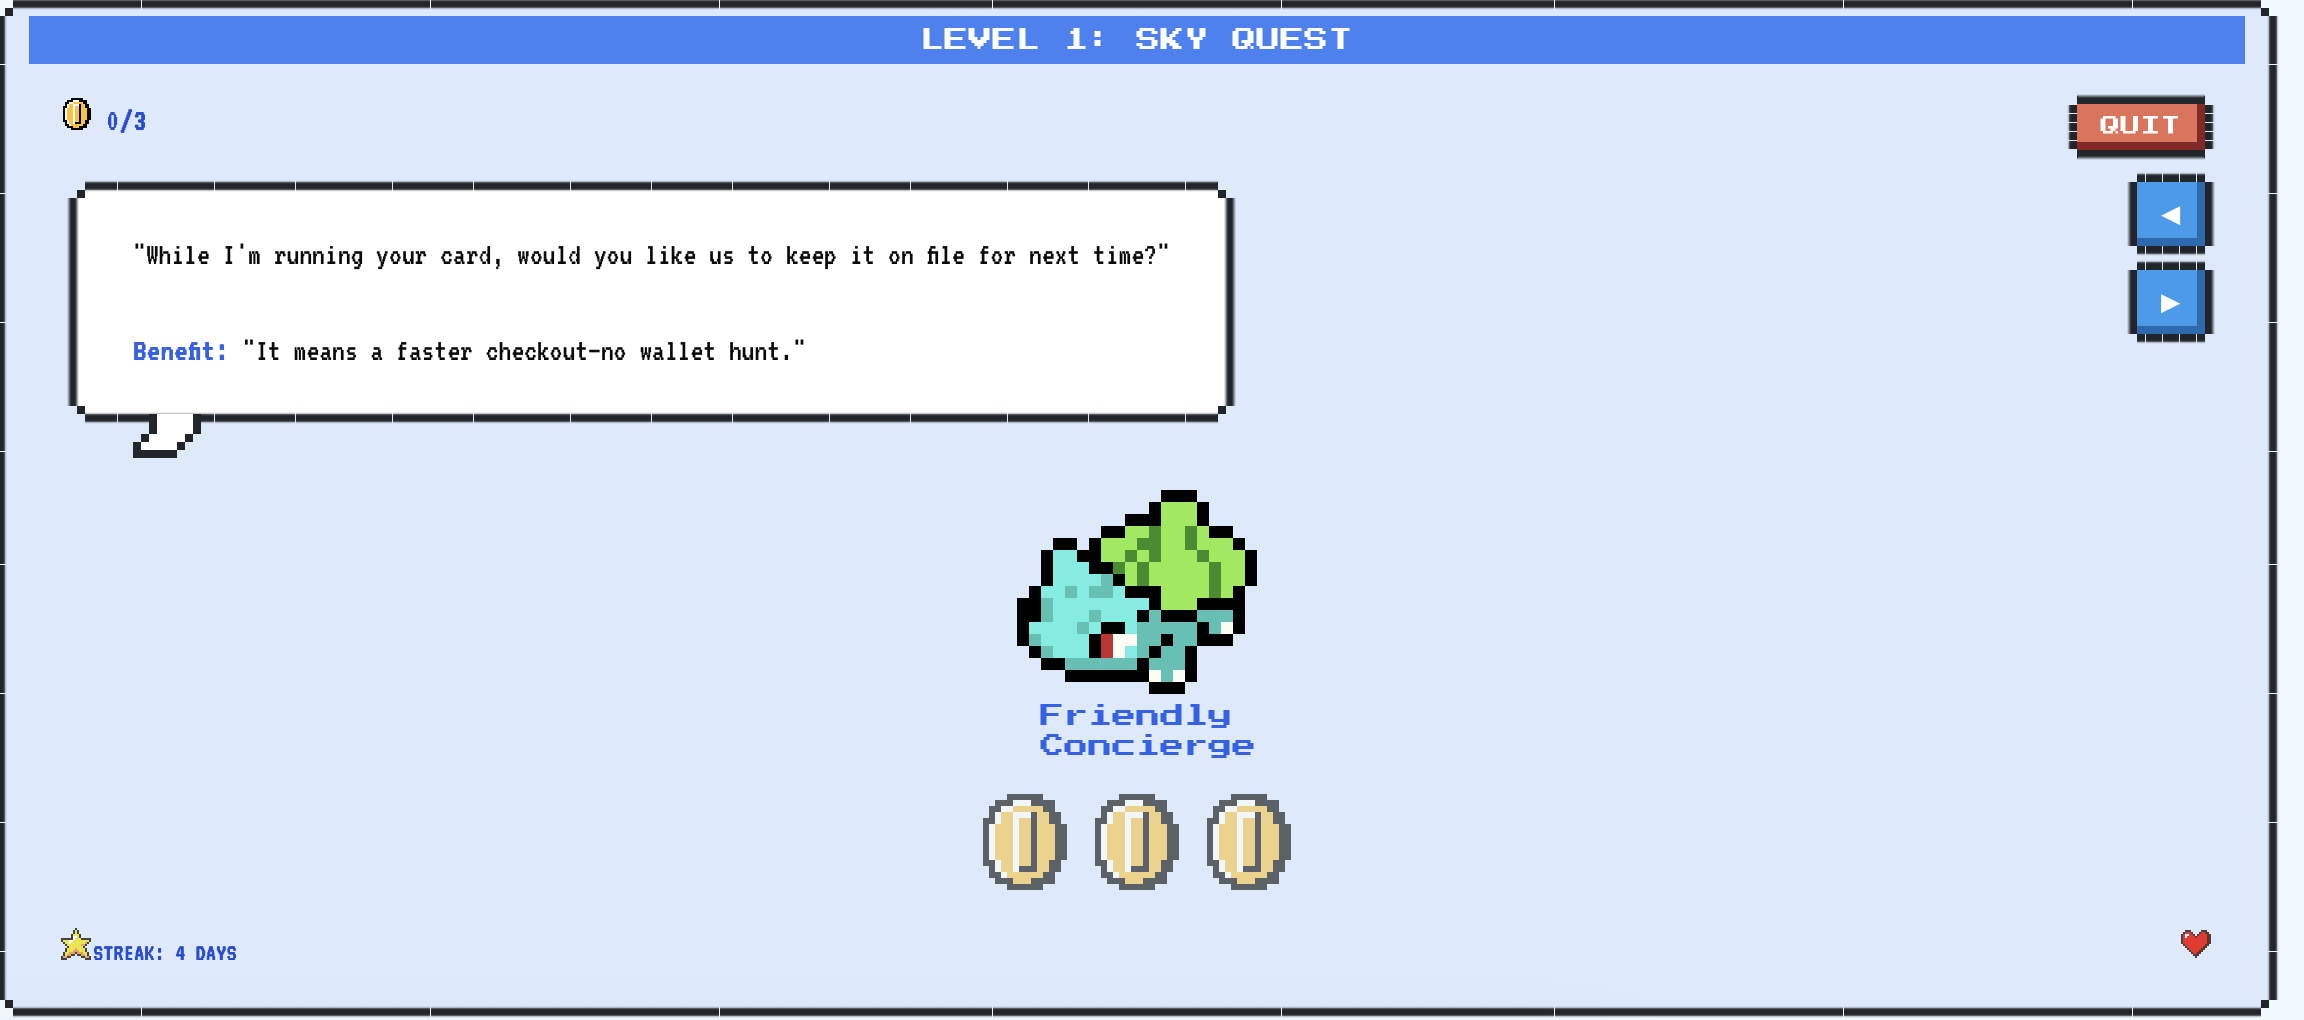 LEVEL 1: SKY QUEST
0/3
QUIT
"While I'm running your card, would you like us to keep it on file for next time?"
Benefit: "It means a faster checkout–no wallet hunt."
Friendly
Concierge
STREAK: 4 DAYS